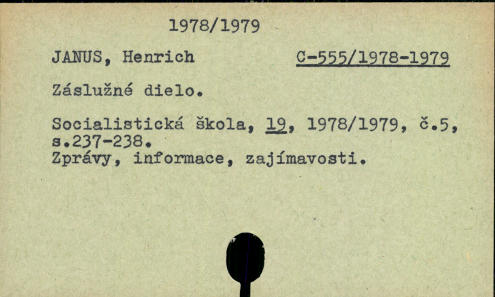 1978/1979
JANUS, Henrich C-555/1978-1979
Záslužné dielo.
Socialistická škola, 19, 1978/1979, č.5,
s.237-238.
Zprávy, informace, zajímavosti.